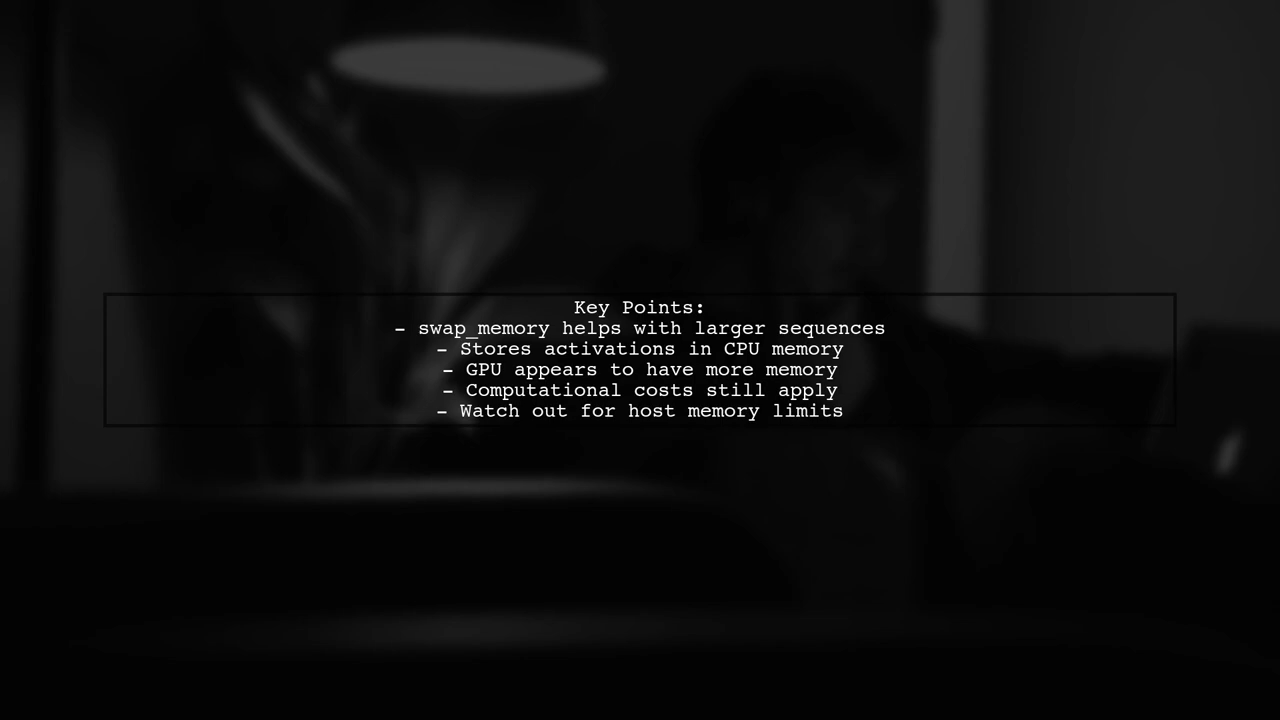 Key Points:
- swap_memory helps with larger sequences
- Stores activations in CPU memory
- GPU appears to have more memory
- Computational costs still apply
- Watch out for host memory limits